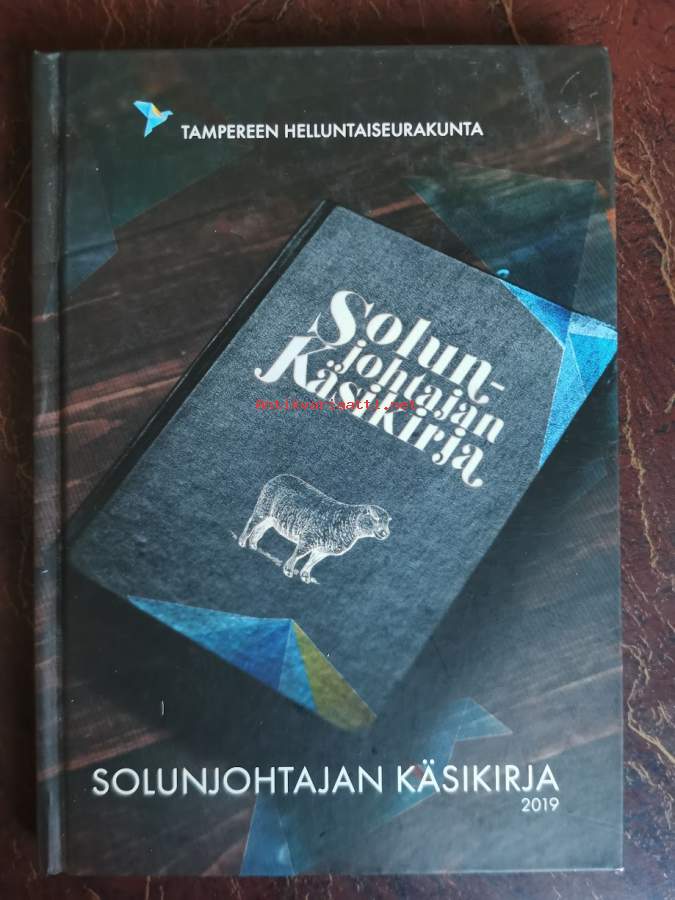 TAMPEREEN HELLUNTAISEURAKUNTA
Solun-
johtajan
Käsikirja
Antikvariaatti.net
SOLUNJOHTAJAN KÄSIKIRJA
2019